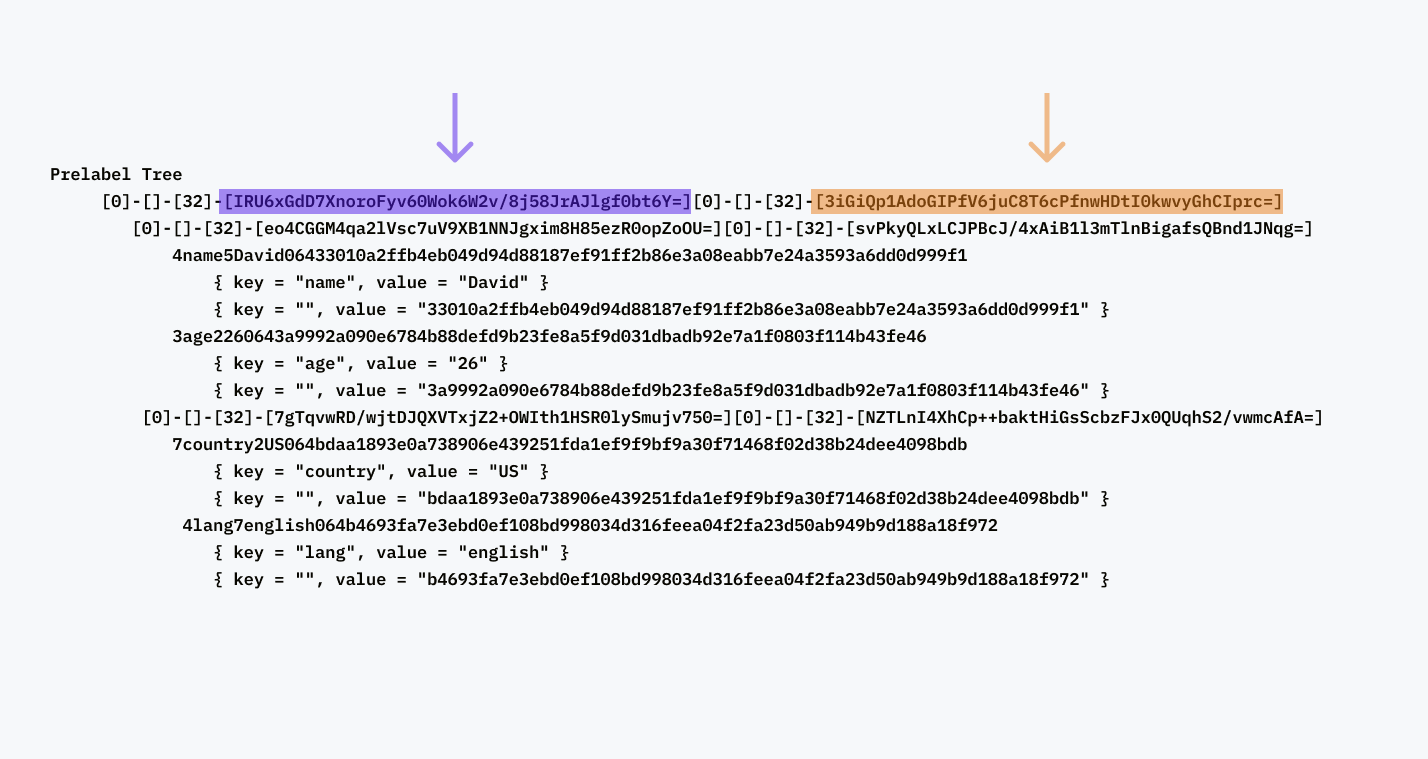 Prelabel Tree
[0]-[]-[32]-[IRU6xGdD7XnoroFyv60Wok6W2v/8j58JrAJlgf0bt6Y=][0]-[]-[32]-[3iGiQp1AdoGIPfV6juC8T6cPfnwHDtI0kwvyGhCIprc=]
[0]-[]-[32]-[eo4CGGM4qa2lVsc7uV9XB1NNJgxim8H85ezR0opZoOU=][0]-[]-[32]-[svPkyQLxLCJPBcJ/4xAiB1l3mTlnBigafsQBnd1JNqg=]
4name5David06433010a2ffb4eb049d94d88187ef91ff2b86e3a08eabb7e24a3593a6dd0d999f1
{ key = "name", value = "David" }
{ key = "", value = "33010a2ffb4eb049d94d88187ef91ff2b86e3a08eabb7e24a3593a6dd0d999f1" }
3age2260643a9992a090e6784b88defd9b23fe8a5f9d031dbadb92e7a1f0803f114b43fe46
{ key = "age", value = "26" }
{ key = "", value = "3a9992a090e6784b88defd9b23fe8a5f9d031dbadb92e7a1f0803f114b43fe46" }
[0]-[]-[32]-[7gTqvwRD/wjtDJQXVTxjZ2+OWIth1HSR0lySmujv750=][0]-[]-[32]-[NZTLnI4XhCp++baktHiGsScbzFJx0QUqhS2/vwmcAfA=]
7country2US064bdaa1893e0a738906e439251fda1ef9f9bf9a30f71468f02d38b24dee4098bdb
{ key = "country", value = "US" }
{ key = "", value = "bdaa1893e0a738906e439251fda1ef9f9bf9a30f71468f02d38b24dee4098bdb" }
4lang7english064b4693fa7e3ebd0ef108bd998034d316feea04f2fa23d50ab949b9d188a18f972
{ key = "lang", value = "english" }
{ key = "", value = "b4693fa7e3ebd0ef108bd998034d316feea04f2fa23d50ab949b9d188a18f972" }